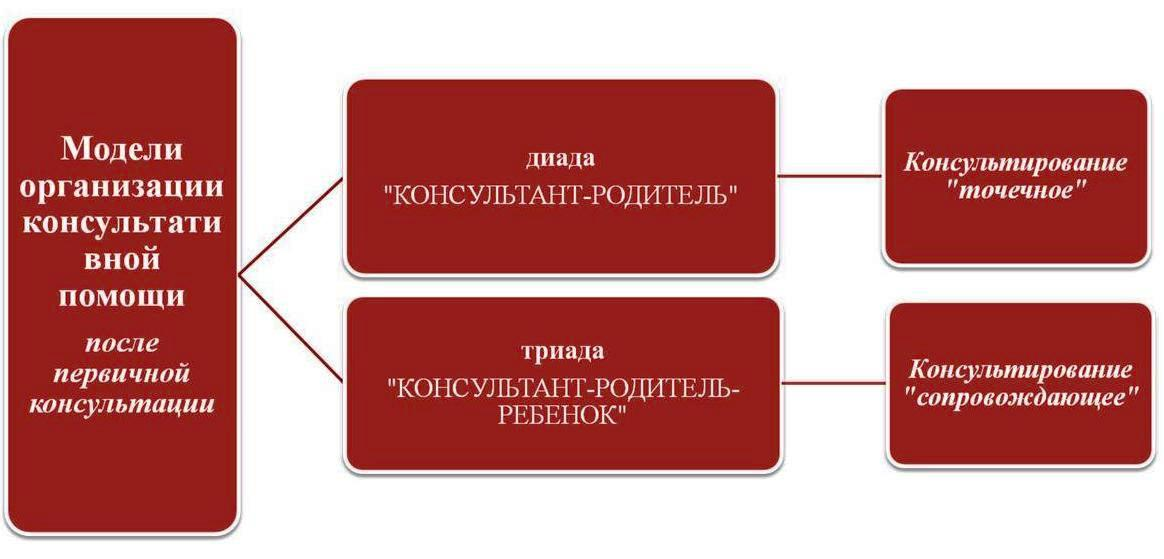 Модели
организации
консультати
вной
помощи
после
первичной
консультации
диада
"КОНСУЛЬТАНТ-РОДИТЕЛЬ"
Консультирование
"точечное"
триада
"КОНСУЛЬТАНТ-РОДИТЕЛЬ-
РЕБЕНОК"
Консультирование
"сопровождающее"